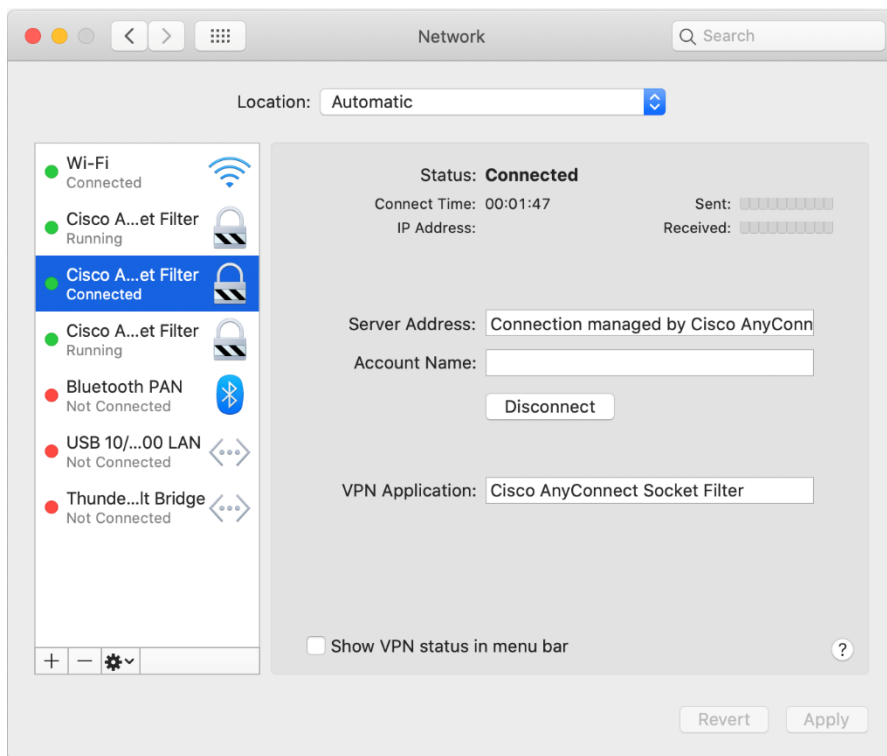 Network
Search
Location: Automatic
Wi-Fi
Connected
Cisco A...et Filter
Running
Cisco A...et Filter
Connected
Cisco A...et Filter
Running
Bluetooth PAN
Not Connected
USB 10/...00 LAN
Not Connected
Thunde...lt Bridge
Not Connected
Status: Connected
Connect Time: 00:01:47 Sent:
IP Address: Received:
Server Address: Connection managed by Cisco AnyConn
Account Name:
Disconnect
VPN Application: Cisco AnyConnect Socket Filter
Show VPN status in menu bar
?
Revert Apply